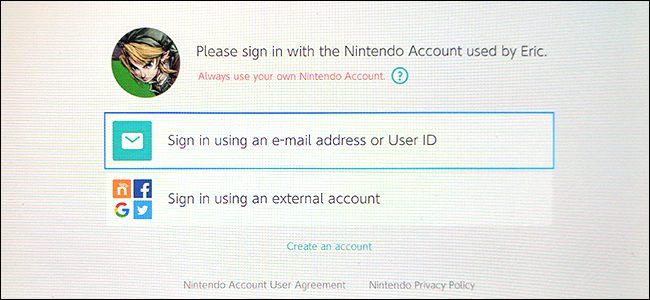 Please sign in with the Nintendo Account used by Eric.
Always use your own Nintendo Account. ?
Sign in using an e-mail address or User ID
Sign in using an external account
Create an account
Nintendo Account User Agreement Nintendo Privacy Policy